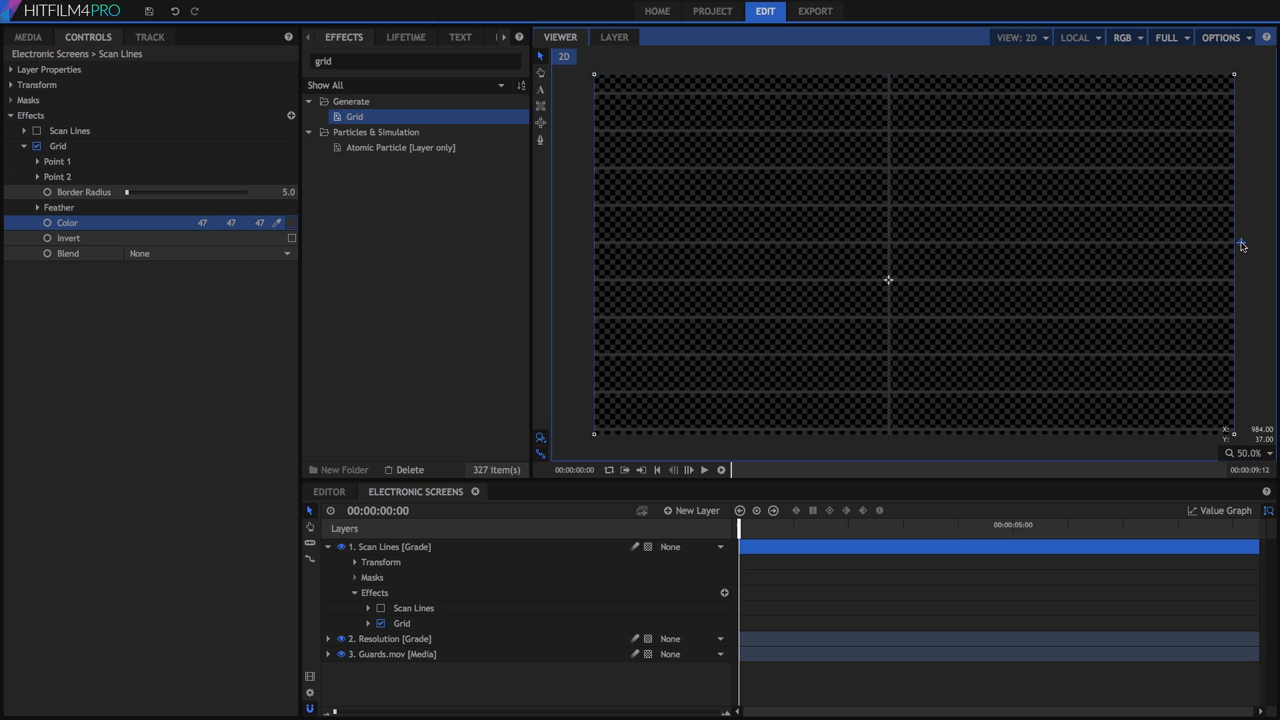 HITFILM4PRO
HOME PROJECT EDIT EXPORT
MEDIA CONTROLS TRACK
Electronic Screens > Scan Lines
Layer Properties
Transform
Masks
Effects
Scan Lines
Grid
Point 1
Point 2
Border Radius 5.0
Feather
Color 47 47 47
Invert
Blend None
EFFECTS LIFETIME TEXT
grid
Show All
Generate
Grid
Particles & Simulation
Atomic Particle [Layer only]
New Folder Delete 327 Item(s)
VIEWER LAYER VIEW: 2D LOCAL RGB FULL OPTIONS
2D
X: 984.00
Y: 37.00
50.0%
00:00:00:00 00:00:09:12
EDITOR ELECTRONIC SCREENS
00:00:00:00 New Layer Value Graph
Layers 00:00:05:00
1. Scan Lines [Grade] None
Transform
Masks
Effects
Scan Lines
Grid
2. Resolution [Grade] None
3. Guards.mov [Media] None